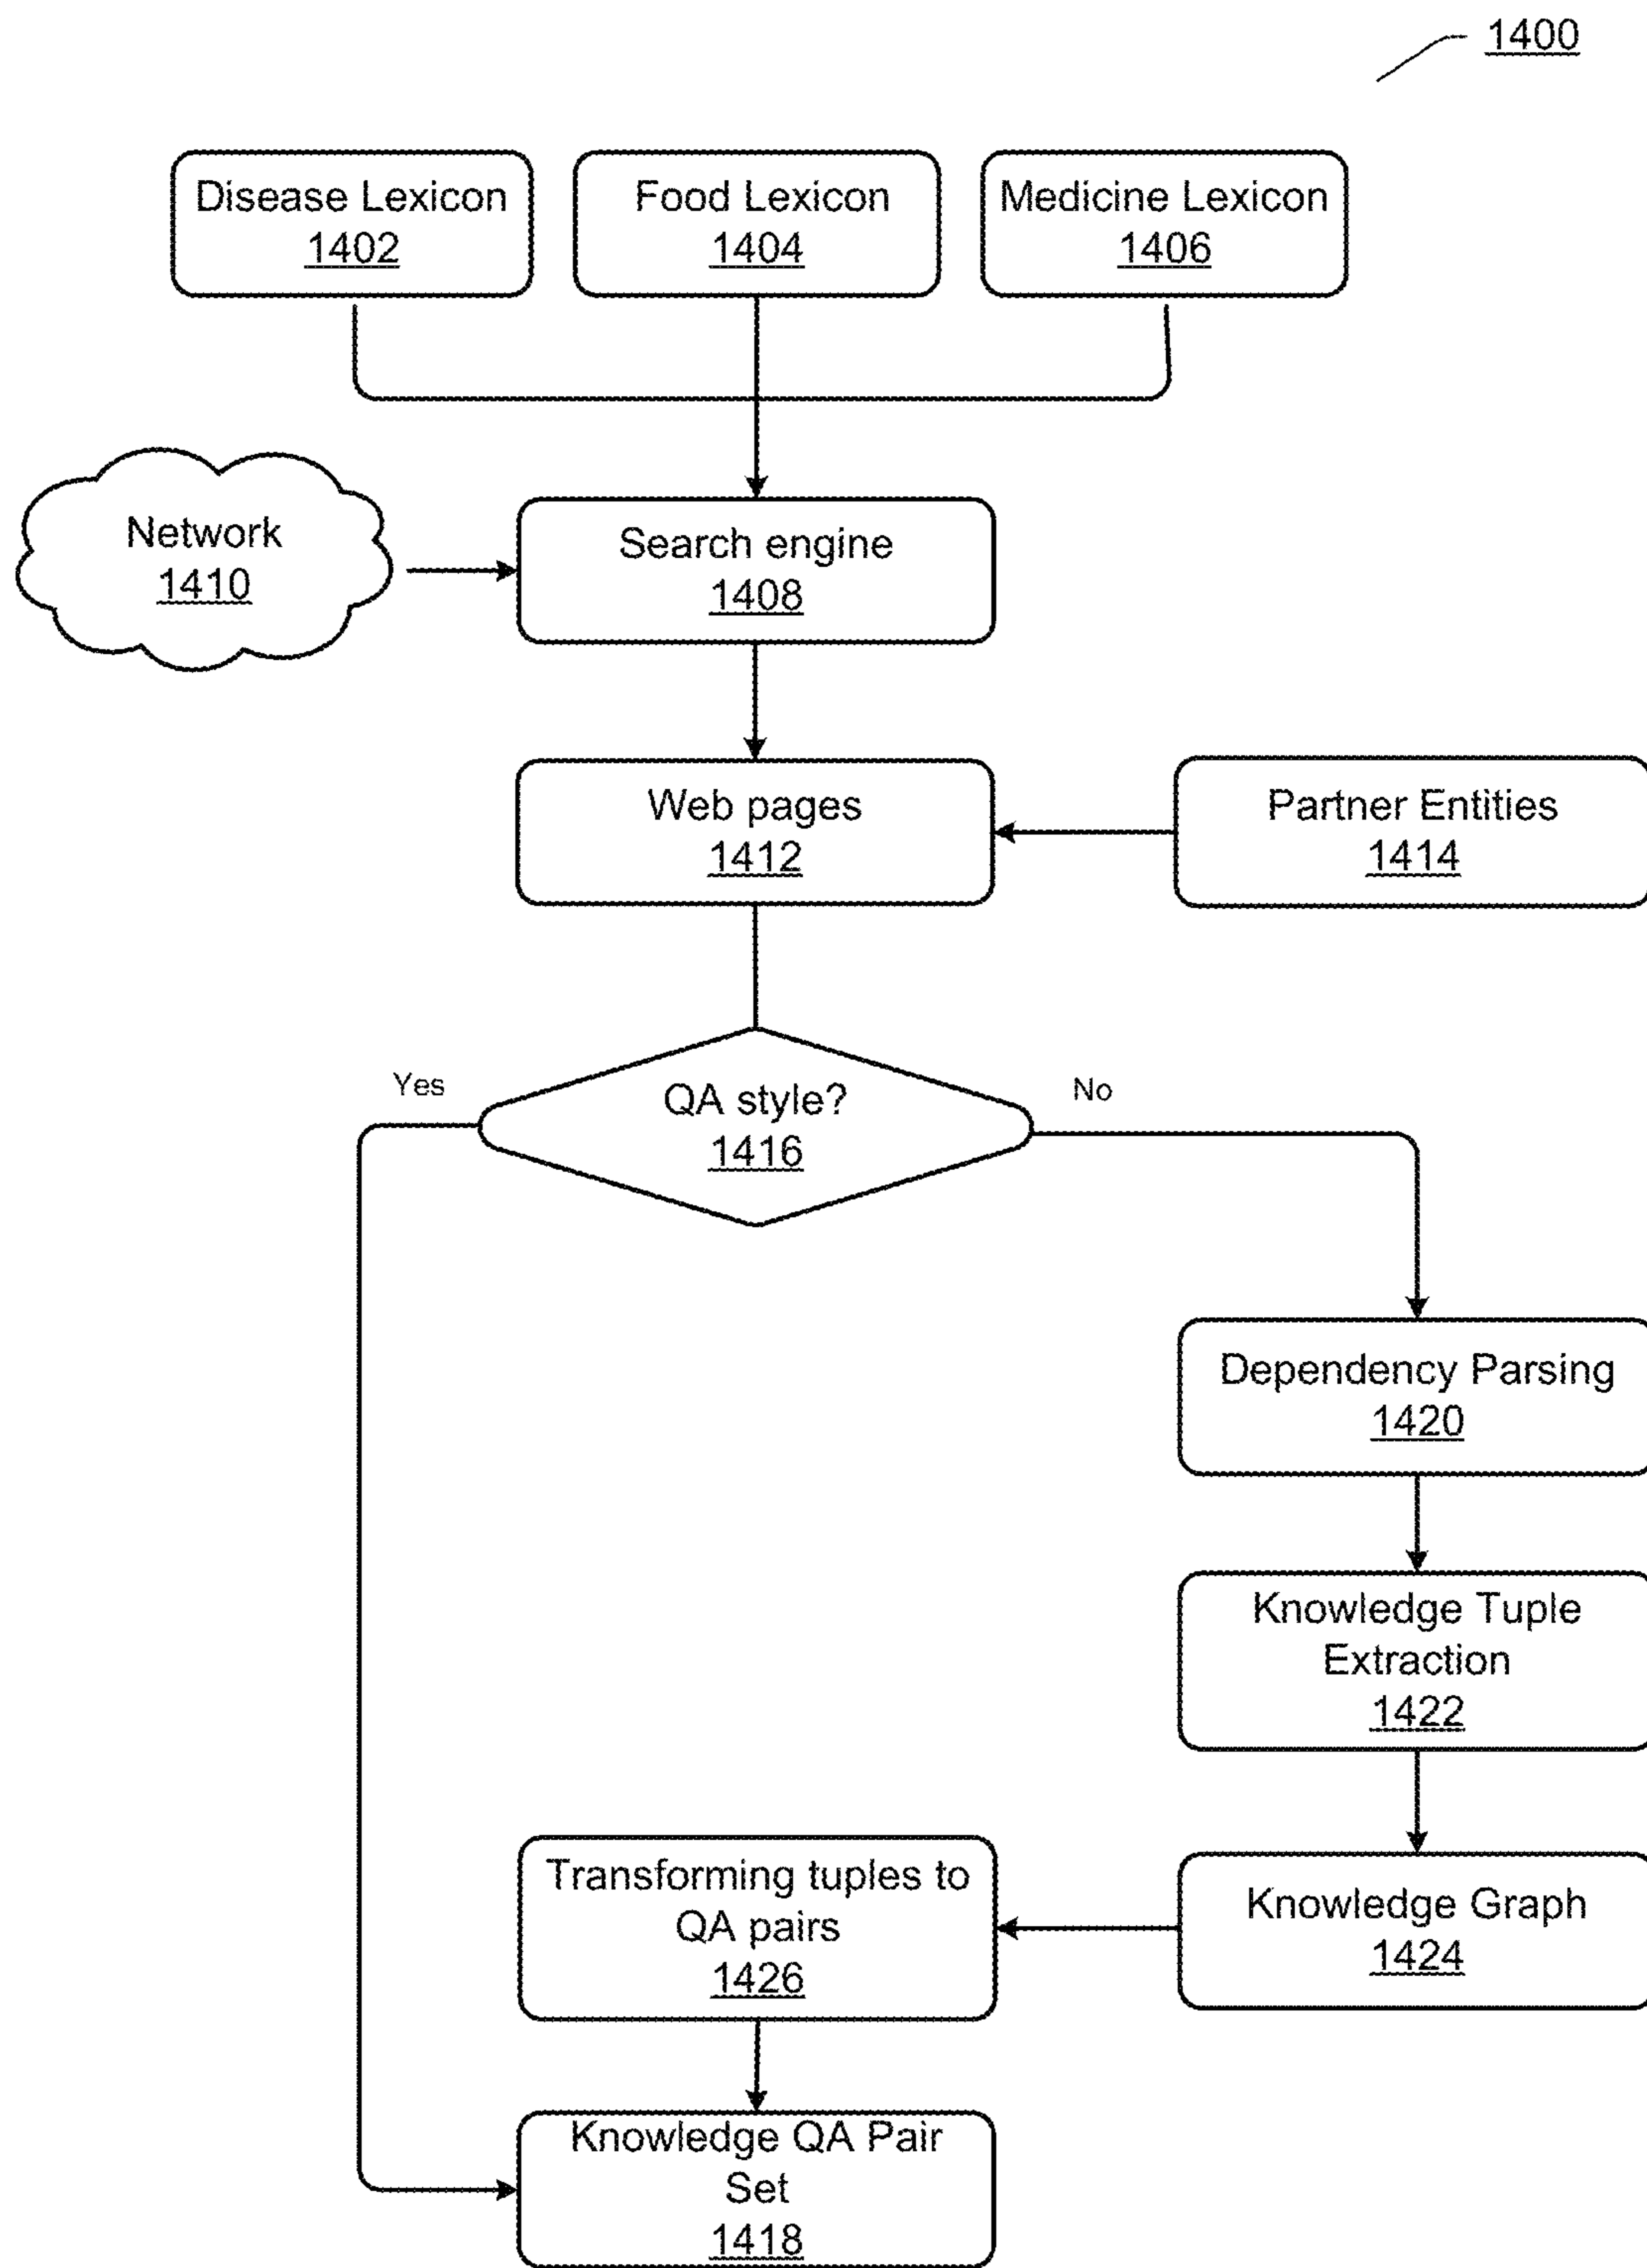 1400
Disease Lexicon
1402
Food Lexicon
1404
Medicine Lexicon
1406
Network
1410
Search engine
1408
Web pages
1412
Partner Entities
1414
Yes
QA style?
1416
No
Dependency Parsing
1420
Knowledge Tuple
Extraction
1422
Transforming tuples to
QA pairs
1426
Knowledge Graph
1424
Knowledge QA Pair
Set
1418